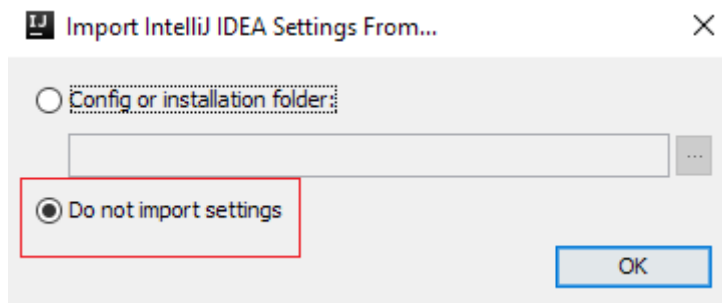 IJ Import IntelliJ IDEA Settings From...
Config or installation folder:
...
Do not import settings
OK